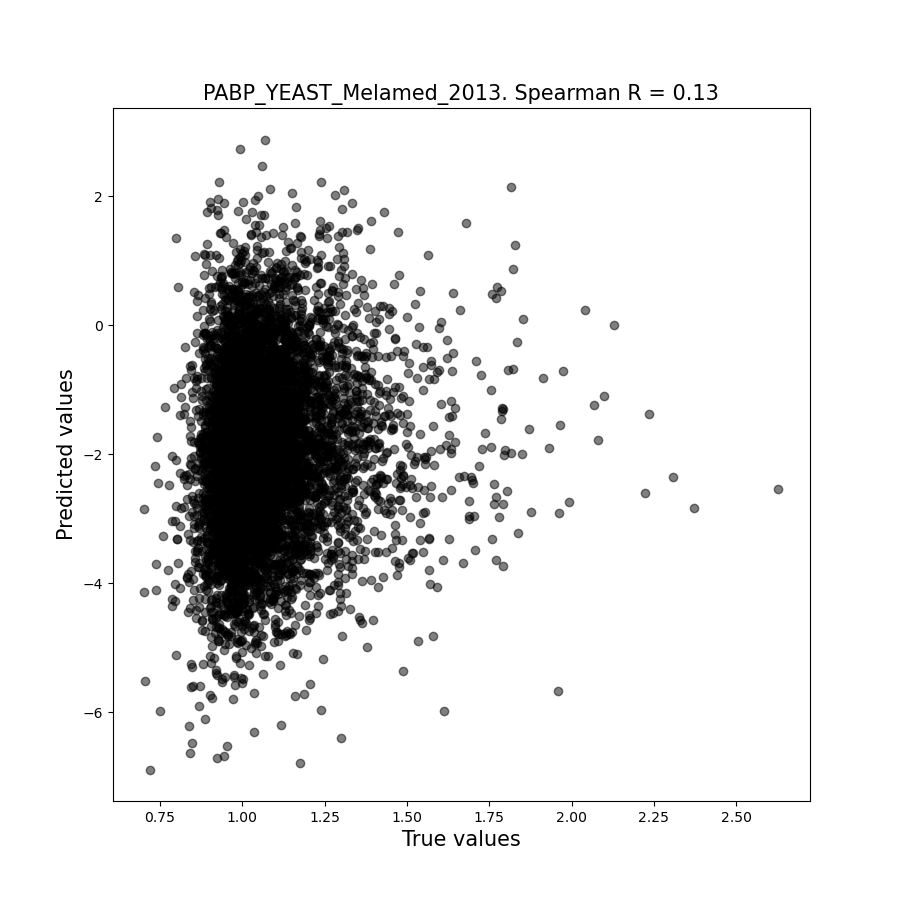 PABP_YEAST_Melamed_2013. Spearman R = 0.13
Predicted values
2
0
−2
−4
−6
0.75 1.00 1.25 1.50 1.75 2.00 2.25 2.50
True values